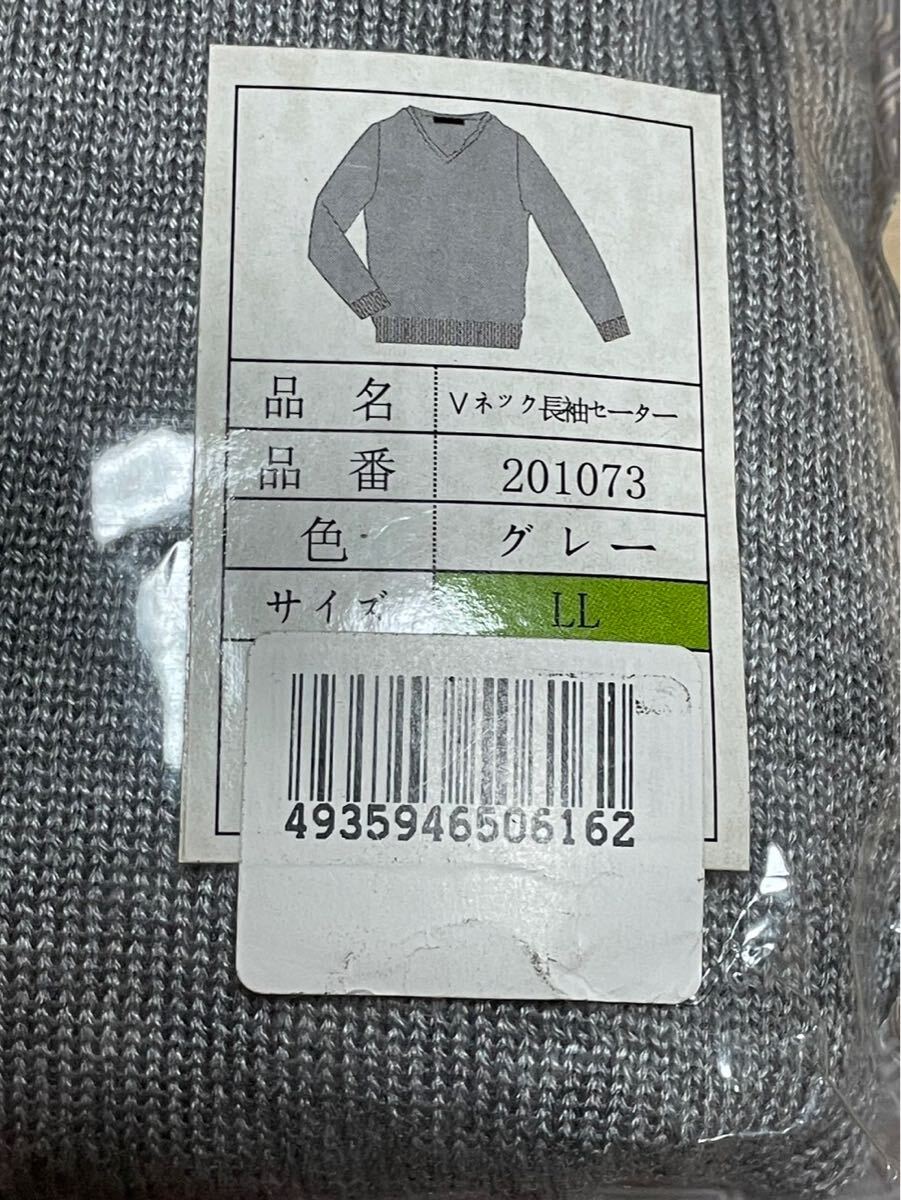 品名 Vネック長袖セーター
品番 201073
色 グレー
サイズ LL
4935946506162